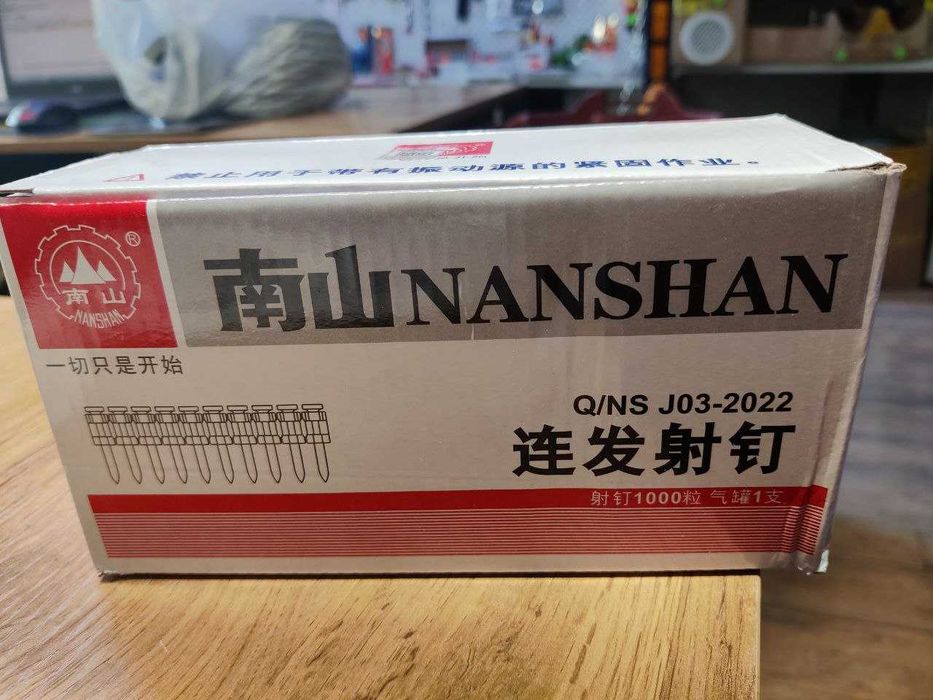 禁止用于带有振动源的紧固作业。
南山
NANSHAN
®
南山NANSHAN
一切只是开始
Q/NS J03-2022
连发射钉
射钉1000粒 气罐1支